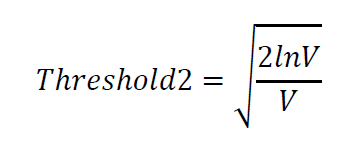 Threshold2 = √(2lnV / V)